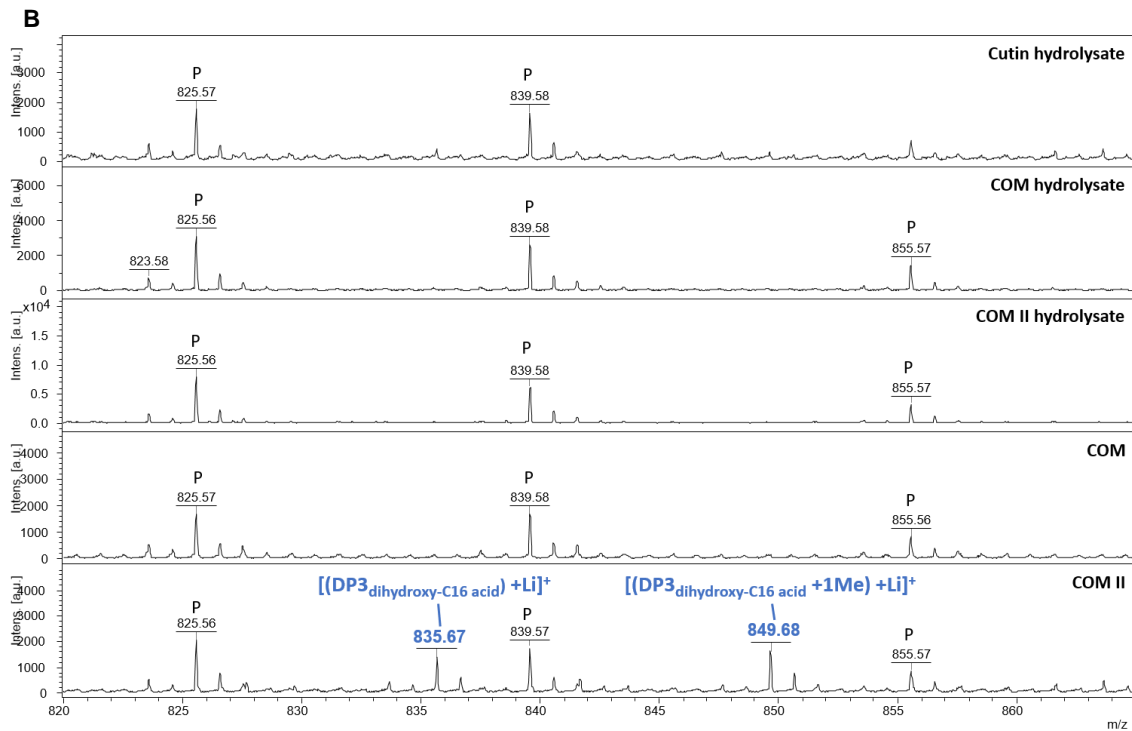 B
Cutin hydrolysate
Intens. [a.u.]
3000
2000
1000
0
P
825.57
P
839.58
COM hydrolysate
Intens. [a.u.]
6000
4000
2000
0
823.58
P
825.56
P
839.58
P
855.57
COM II hydrolysate
Intens. [a.u.]
x10⁴
1.5
1.0
0.5
0.0
P
825.56
P
839.58
P
855.57
COM
Intens. [a.u.]
4000
3000
2000
1000
0
P
825.57
P
839.58
P
855.56
COM II
Intens. [a.u.]
4000
3000
2000
1000
0
P
825.56
[(DP3dihydroxy-C16 acid) +Li]⁺
835.67
P
839.57
[(DP3dihydroxy-C16 acid +1Me) +Li]⁺
849.68
P
855.57
820 825 830 835 840 845 850 855 860
m/z